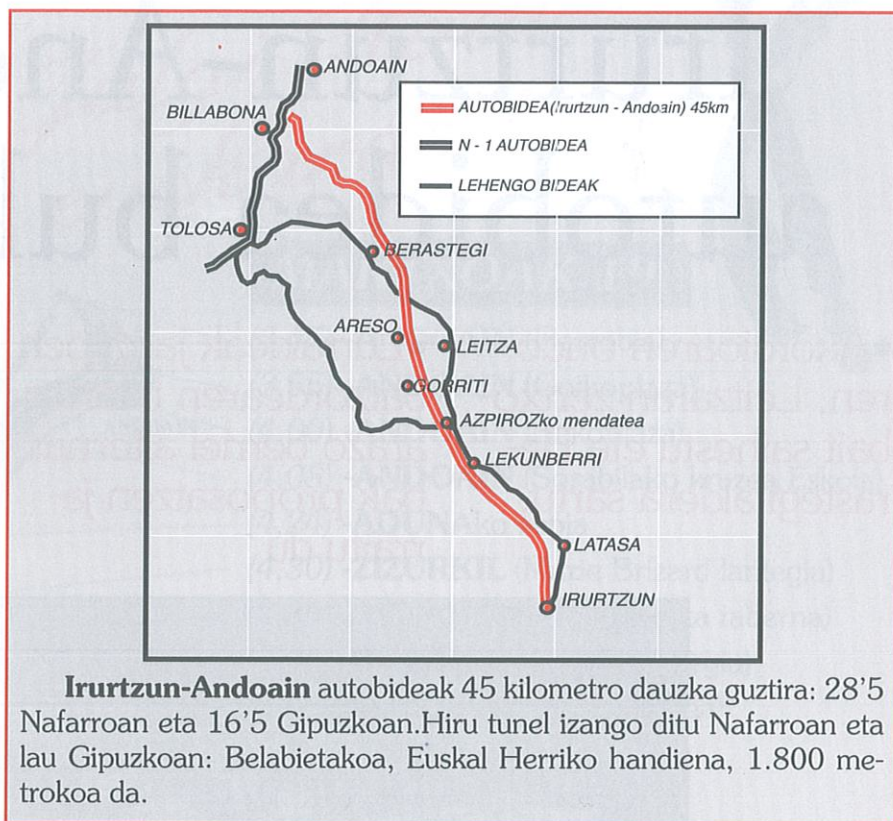 ANDOAIN
BILLABONA
AUTOBIDEA(Irurtzun - Andoain) 45km
N - 1 AUTOBIDEA
LEHENGO BIDEAK
TOLOSA
BERASTEGI
ARESO
LEITZA
GORRITI
AZPIROZko mendatea
LEKUNBERRI
LATASA
IRURTZUN
Irurtzun-Andoain autobideak 45 kilometro dauzka guztira: 28'5
Nafarroan eta 16'5 Gipuzkoan.Hiru tunel izango ditu Nafarroan eta
lau Gipuzkoan: Belabietakoa, Euskal Herriko handiena, 1.800 me-
trokoa da.